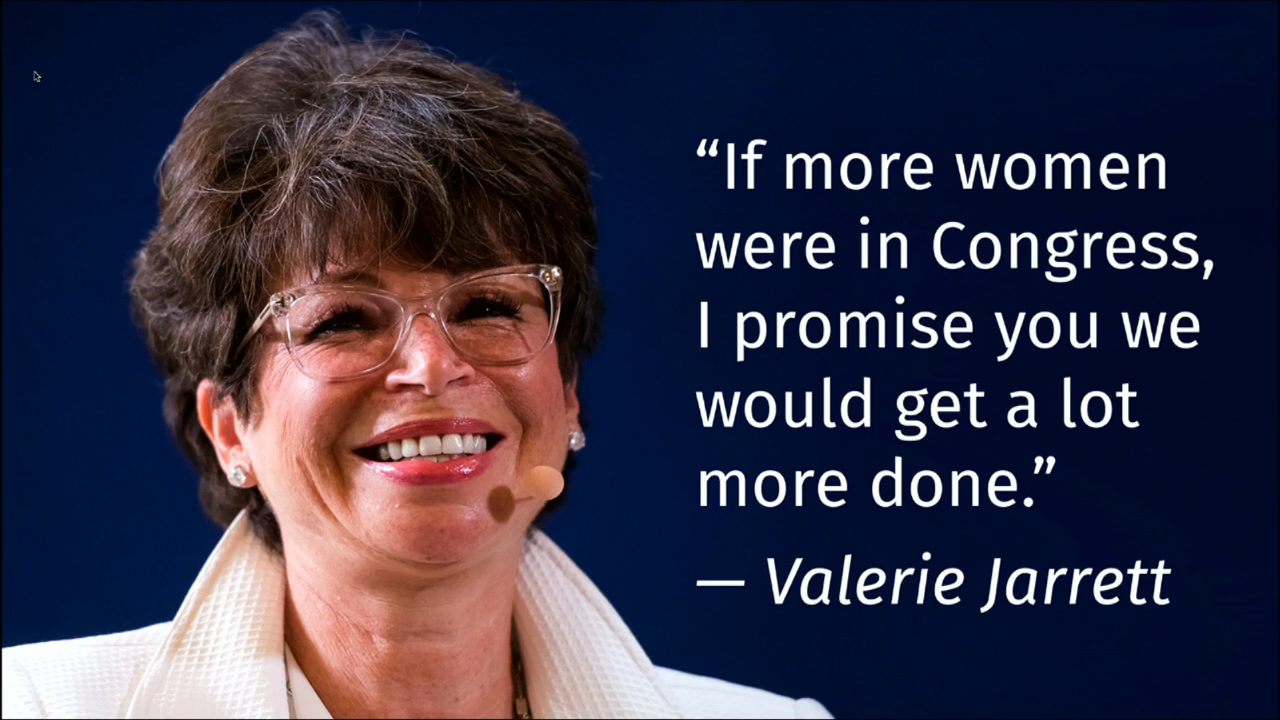 “If more women
were in Congress,
I promise you we
would get a lot
more done.”
— Valerie Jarrett